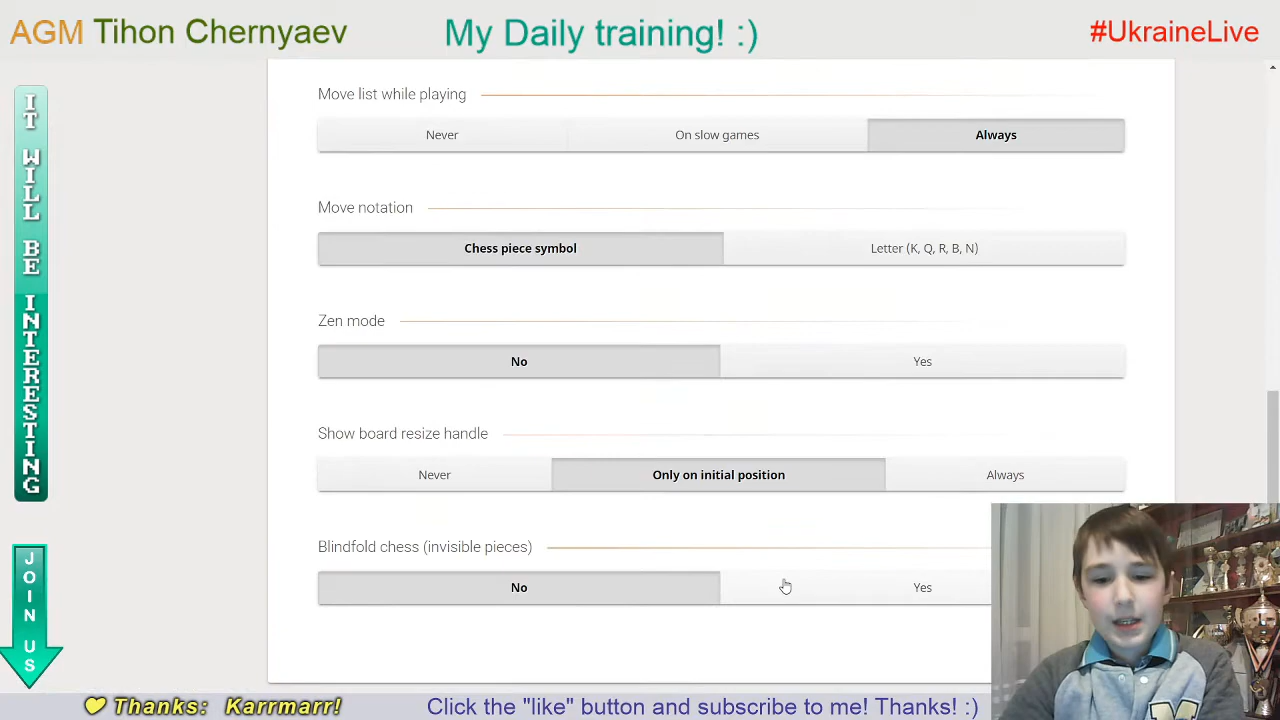 AGM Tihon Chernyaev
My Daily training! :)
#UkraineLive
IT WILL BE INTERESTING
JOIN US
Move list while playing
Never On slow games Always
Move notation
Chess piece symbol Letter (K, Q, R, B, N)
Zen mode
No Yes
Show board resize handle
Never Only on initial position Always
Blindfold chess (invisible pieces)
No Yes
Thanks: Karrmarr!
Click the "like" button and subscribe to me! Thanks! :)